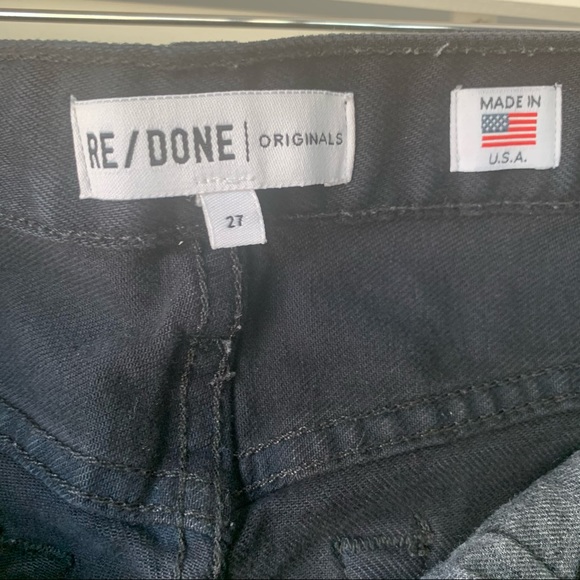 RE/DONE | ORIGINALS
27
MADE IN
U.S.A.